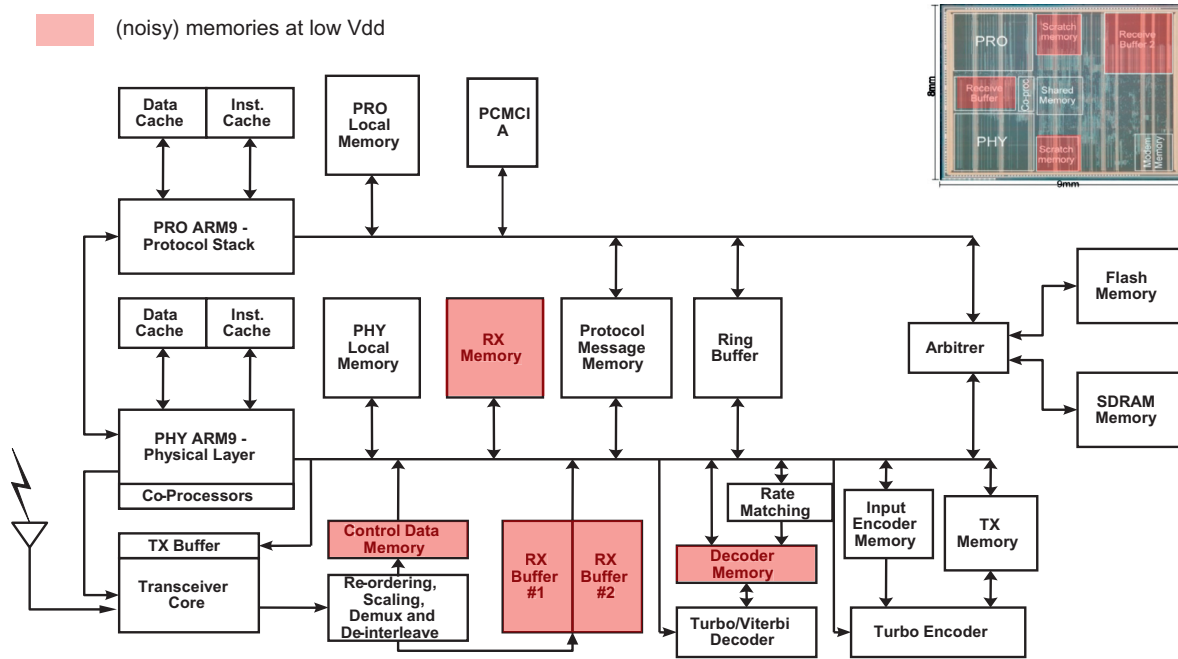 (noisy) memories at low Vdd
PRO
Scratch
memory
Receive
Buffer 2
Receive
Buffer
Co-proc
Shared
Memory
PHY
Scratch
memory
Modem
Memory
8mm
9mm
Data
Cache
Inst.
Cache
PRO
Local
Memory
PCMCI
A
PRO ARM9 -
Protocol Stack
Data
Cache
Inst.
Cache
PHY
Local
Memory
RX
Memory
Protocol
Message
Memory
Ring
Buffer
Arbitrer
Flash
Memory
SDRAM
Memory
PHY ARM9 -
Physical Layer
Co-Processors
TX Buffer
Transceiver
Core
Control Data
Memory
Re-ordering,
Scaling,
Demux and
De-interleave
RX
Buffer
#1
RX
Buffer
#2
Rate
Matching
Decoder
Memory
Turbo/Viterbi
Decoder
Input
Encoder
Memory
TX
Memory
Turbo Encoder